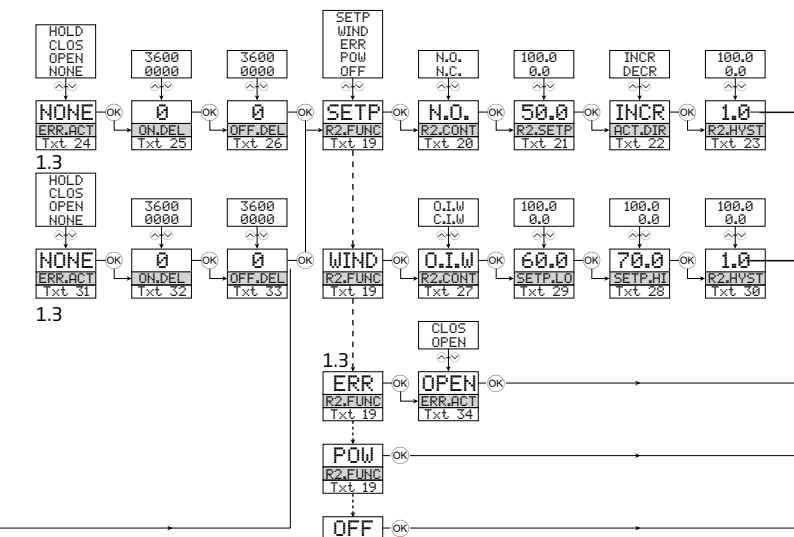 HOLD
CLOS
OPEN
NONE
3600
0000
3600
0000
SETP
WIND
ERR
POW
OFF
N.O.
N.C.
100.0
0.0
INCR
DECR
100.0
0.0
NONE OK 0 OK 0 OK SETP OK N.O. OK 50.0 OK INCR OK 1.0
ERR.ACT ON.DEL OFF.DEL R2.FUNC R2.CONT R2.SETP ACT.DIR R2.HYST
Txt 24 Txt 25 Txt 26 Txt 19 Txt 20 Txt 21 Txt 22 Txt 23
1.3
HOLD
CLOS
OPEN
NONE
3600
0000
3600
0000
O.I.W
C.I.W
100.0
0.0
100.0
0.0
100.0
0.0
NONE OK 0 OK 0 OK WIND OK O.I.W OK 60.0 OK 70.0 OK 1.0
ERR.ACT ON.DEL OFF.DEL R2.FUNC R2.CONT SETP.LO SETP.HI R2.HYST
Txt 31 Txt 32 Txt 33 Txt 19 Txt 27 Txt 29 Txt 28 Txt 30
1.3
CLOS
OPEN
1.3
ERR OK OPEN OK
R2.FUNC ERR.ACT
Txt 19 Txt 34
POW OK
R2.FUNC
Txt 19
OFF OK